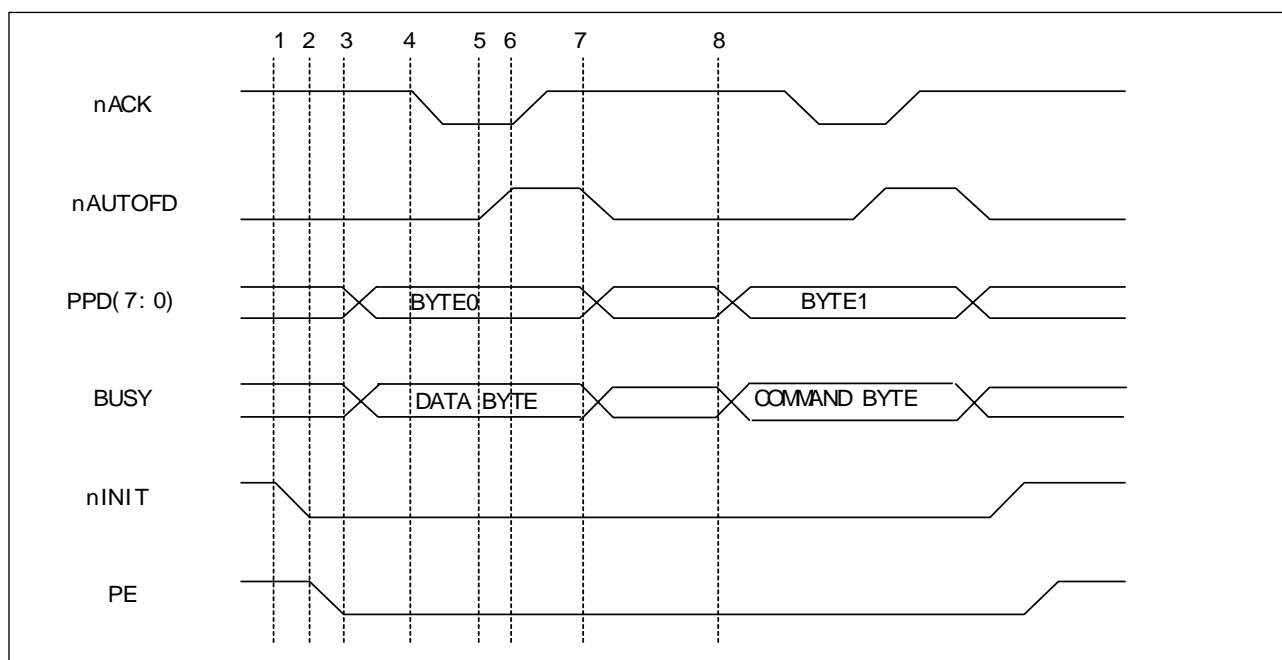 1 2 3 4 5 6 7 8
nACK
nAUTOFD
PPD(7:0) BYTE0 BYTE1
BUSY DATA BYTE COMMAND BYTE
nINIT
PE